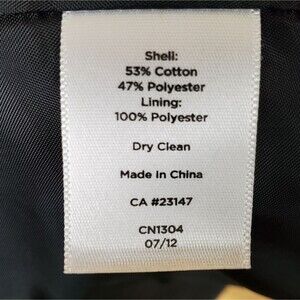 Shell:
53% Cotton
47% Polyester
Lining:
100% Polyester
Dry Clean
Made in China
CA #23147
CN1304
07/12